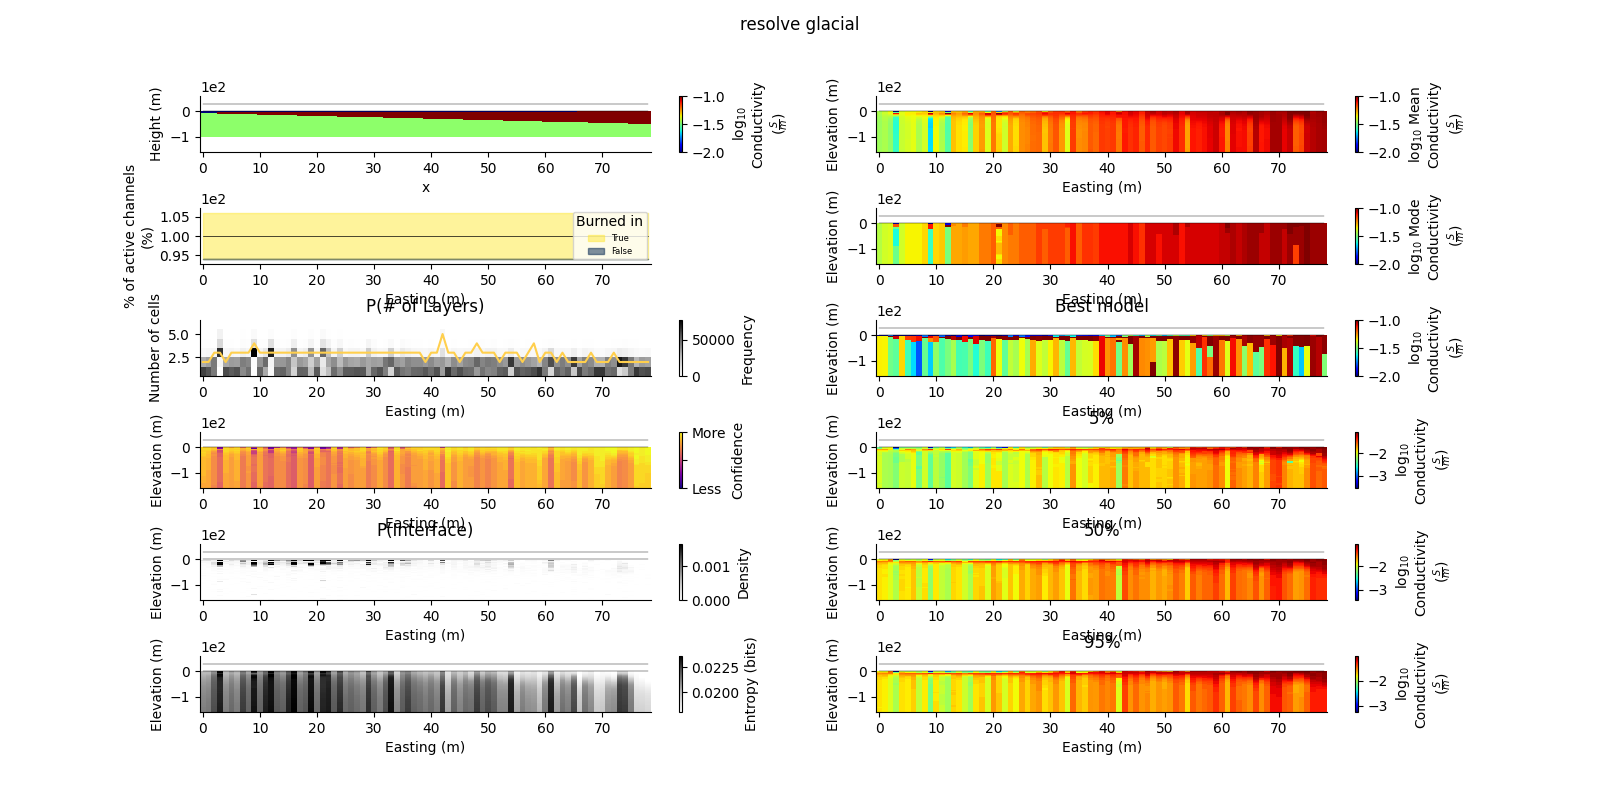 resolve glacial
1e2
Height (m)
0
−1
0 10 20 30 40 50 60 70
x
−1.0
−1.5
−2.0
log10
Conductivity
(S/m)
1e2
Elevation (m)
0
−1
0 10 20 30 40 50 60 70
Easting (m)
−1.0
−1.5
−2.0
log10 Mean
Conductivity
(S/m)
1e2
% of active channels
(%)
1.05
1.00
0.95
Burned in
True
False
0 10 20 30 40 50 60 70
Easting (m)
1e2
Elevation (m)
0
−1
0 10 20 30 40 50 60 70
Easting (m)
−1.0
−1.5
−2.0
log10 Mode
Conductivity
(S/m)
P(# of Layers)
Number of cells
5.0
2.5
0 10 20 30 40 50 60 70
Easting (m)
50000
0
Frequency
Best model
1e2
Elevation (m)
0
−1
0 10 20 30 40 50 60 70
Easting (m)
−1.0
−1.5
−2.0
log10
Conductivity
(S/m)
1e2
Elevation (m)
0
−1
0 10 20 30 40 50 60 70
Easting (m)
More
Less
Confidence
5%
1e2
Elevation (m)
0
−1
0 10 20 30 40 50 60 70
Easting (m)
−2
−3
log10
Conductivity
(S/m)
P(Interface)
1e2
Elevation (m)
0
−1
0 10 20 30 40 50 60 70
Easting (m)
0.001
0.000
Density
50%
1e2
Elevation (m)
0
−1
0 10 20 30 40 50 60 70
Easting (m)
−2
−3
log10
Conductivity
(S/m)
1e2
Elevation (m)
0
−1
0 10 20 30 40 50 60 70
Easting (m)
0.0225
0.0200
Entropy (bits)
95%
1e2
Elevation (m)
0
−1
0 10 20 30 40 50 60 70
Easting (m)
−2
−3
log10
Conductivity
(S/m)